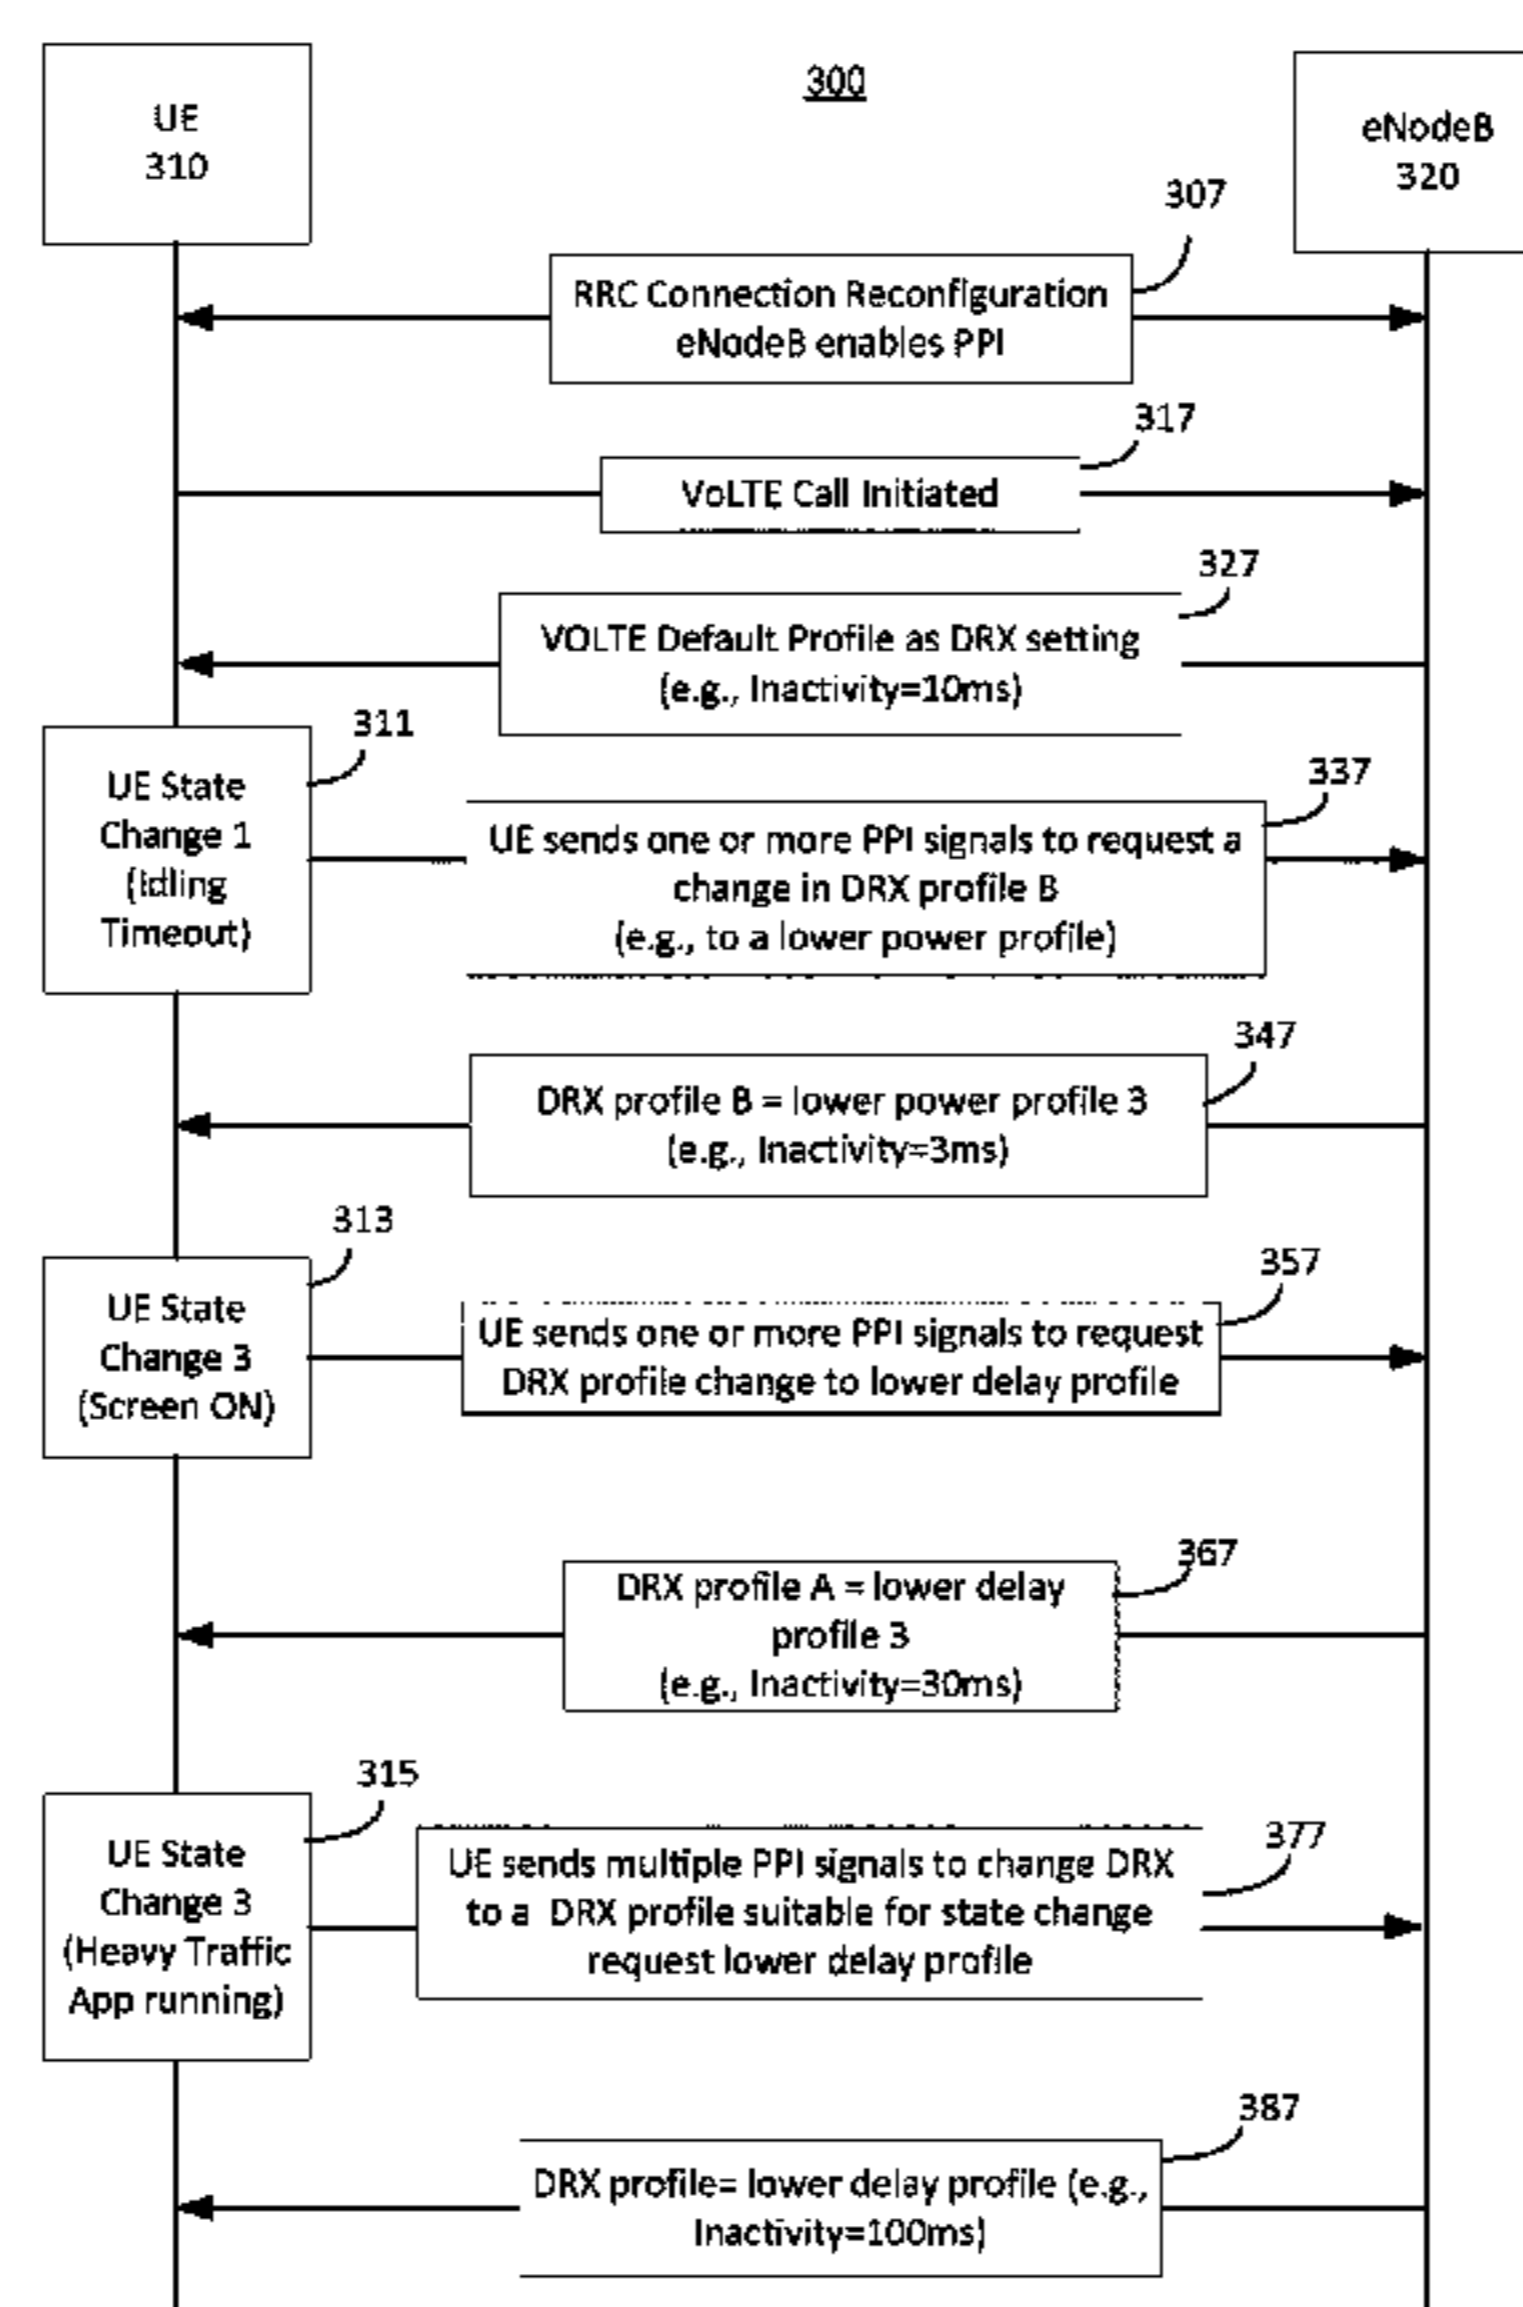 300
UE
310
eNodeB
320
307
RRC Connection Reconfiguration
eNodeB enables PPI
317
VoLTE Call Initiated
327
VOLTE Default Profile as DRX setting
(e.g., Inactivity=10ms)
311
UE State
Change 1
(Idling
Timeout)
337
UE sends one or more PPI signals to request a
change in DRX profile B
(e.g., to a lower power profile)
347
DRX profile B = lower power profile 3
(e.g., Inactivity=3ms)
313
UE State
Change 3
(Screen ON)
357
UE sends one or more PPI signals to request
DRX profile change to lower delay profile
367
DRX profile A = lower delay
profile 3
(e.g., Inactivity=30ms)
315
UE State
Change 3
(Heavy Traffic
App running)
377
UE sends multiple PPI signals to change DRX
to a DRX profile suitable for state change
request lower delay profile
387
DRX profile= lower delay profile (e.g.,
Inactivity=100ms)